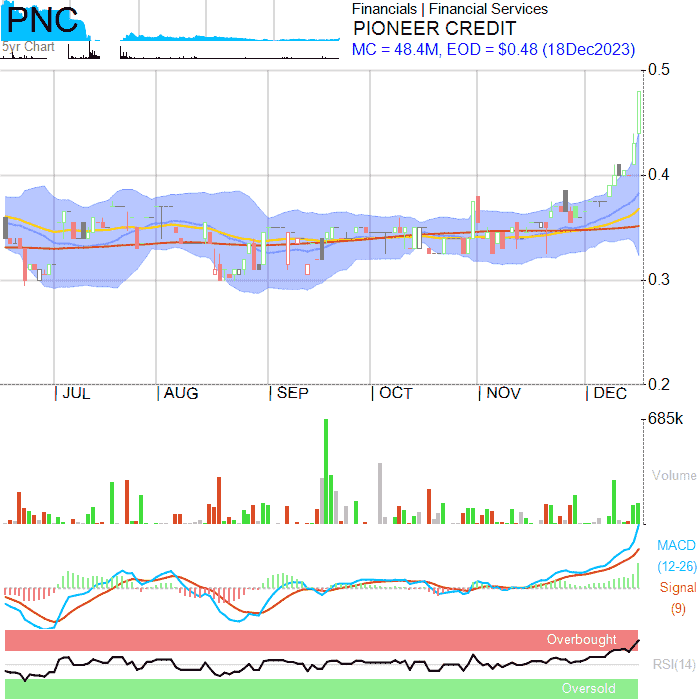 PNC
5yr Chart
Financials | Financial Services
PIONEER CREDIT
MC = 48.4M, EOD = $0.48 (18Dec2023)
0.5
0.4
0.3
0.2
JUL AUG SEP OCT NOV DEC
685k
Volume
MACD
(12-26)
Signal
(9)
Overbought
RSI(14)
Oversold